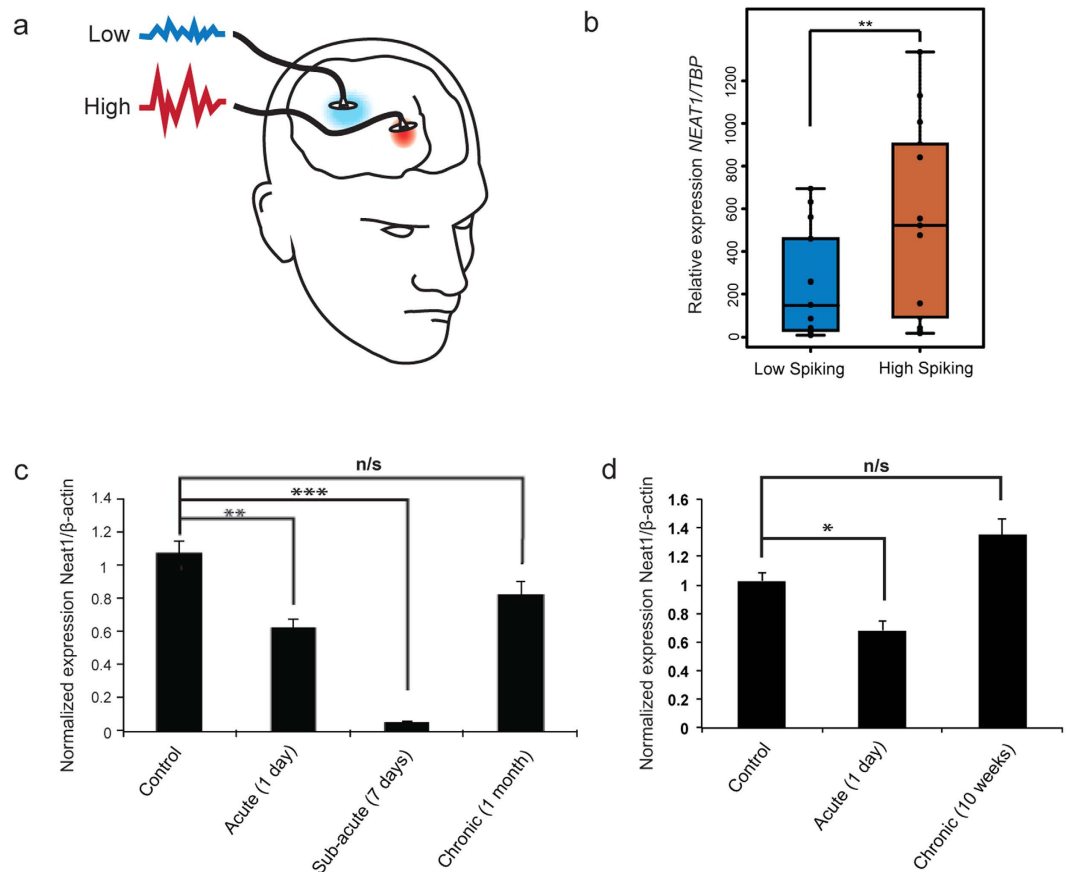 a
Low
High
b
**
Relative expression NEAT1/TBP
1200
1000
800
600
400
200
0
Low Spiking
High Spiking
c
n/s
***
**
Normalized expression Neat1/β-actin
1.4
1.2
1
0.8
0.6
0.4
0.2
0
Control
Acute (1 day)
Sub-acute (7 days)
Chronic (1 month)
d
n/s
*
Normalized expression Neat1/β-actin
1.6
1.4
1.2
1
0.8
0.6
0.4
0.2
0
Control
Acute (1 day)
Chronic (10 weeks)